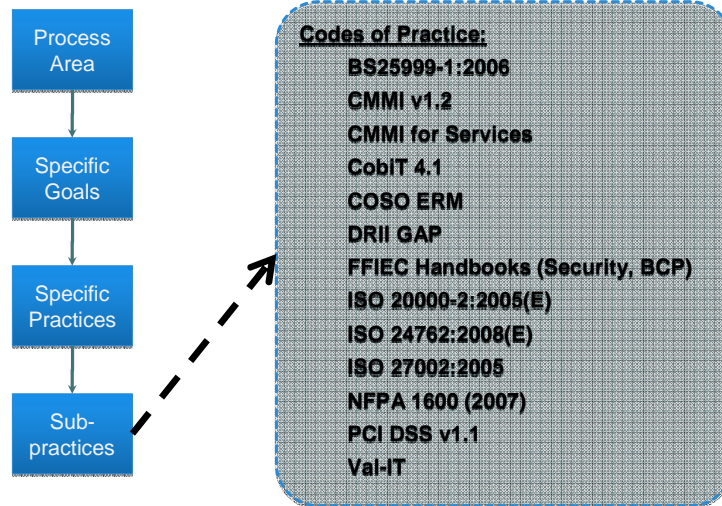 Process
Area
Specific
Goals
Specific
Practices
Sub-
practices
Codes of Practice:
BS25999-1:2006
CMMI v1.2
CMMI for Services
CobIT 4.1
COSO ERM
DRII GAP
FFIEC Handbooks (Security, BCP)
ISO 20000-2:2005(E)
ISO 24762:2008(E)
ISO 27002:2005
NFPA 1600 (2007)
PCI DSS v1.1
Val-IT